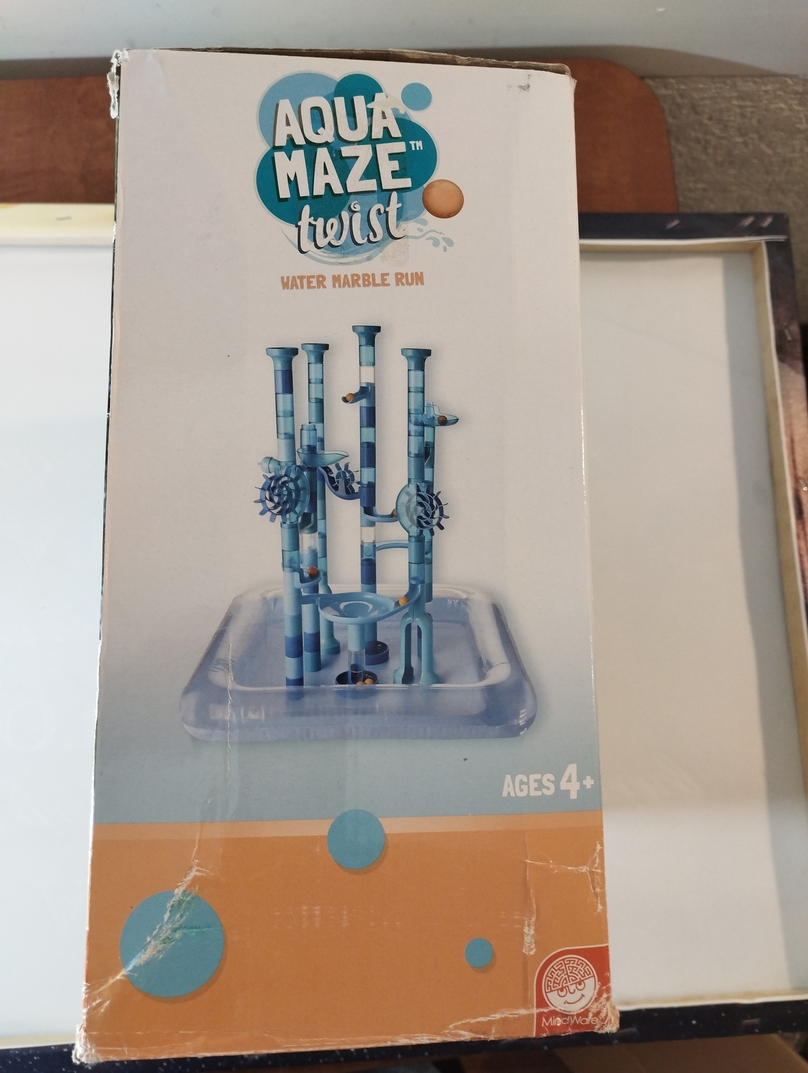 AQUA
MAZE™
twist
WATER MARBLE RUN
AGES 4+
MindWare